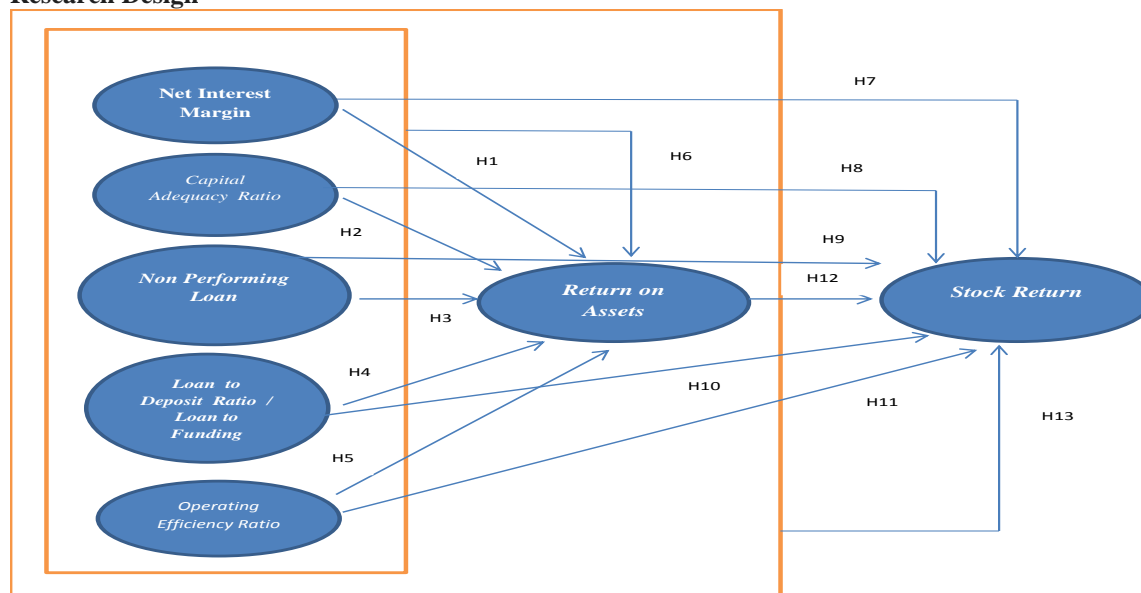 Research Design
Net Interest
Margin
Capital
Adequacy Ratio
Non Performing
Loan
Loan to
Deposit Ratio /
Loan to
Funding
Operating
Efficiency Ratio
Return on
Assets
Stock Return
H1
H2
H3
H4
H5
H6
H7
H8
H9
H12
H10
H11
H13